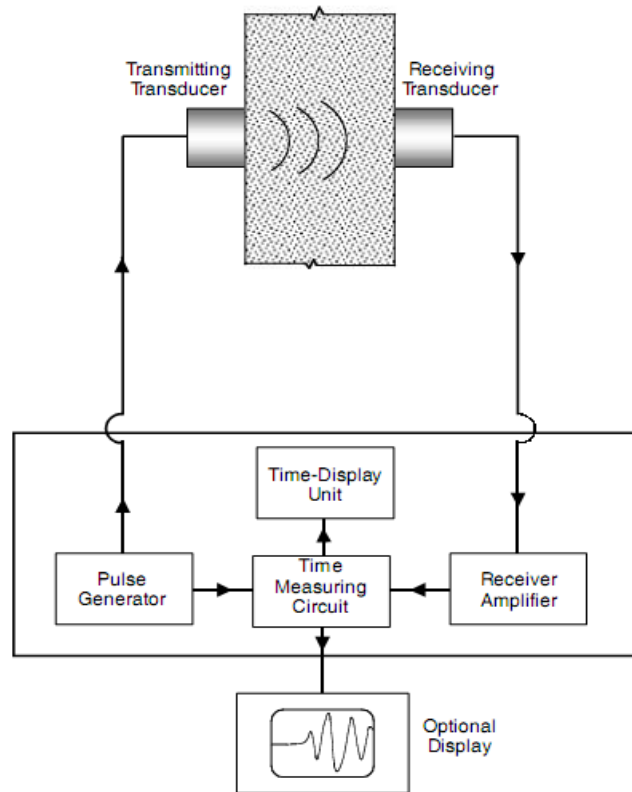 Transmitting
Transducer
Receiving
Transducer
Time-Display
Unit
Pulse
Generator
Time
Measuring
Circuit
Receiver
Amplifier
Optional
Display